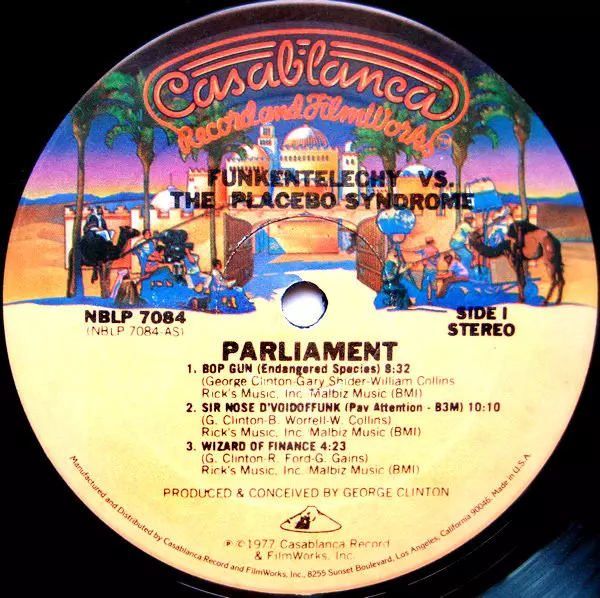 Casablanca
Record and FilmWorks
FUNKENTELECHY VS.
THE PLACEBO SYNDROME
NBLP 7084
(NBLP 7084-AS)
SIDE I
STEREO
PARLIAMENT
1. BOP GUN (Endangered Species) 8:32
(George Clinton-Gary Shider-William Collins
Rick's Music, Inc. Malbiz Music (BMI)
2. SIR NOSE D'VOIDOFFUNK (Pay Attention - B3M) 10:10
(G. Clinton-B. Worrell-W. Collins)
Rick's Music, Inc. Malbiz Music (BMI)
3. WIZARD OF FINANCE 4:23
(G. Clinton-R. Ford-G. Gains)
Rick's Music, Inc. Malbiz Music (BMI)
PRODUCED & CONCEIVED BY GEORGE CLINTON
℗©1977 Casablanca Record
& FilmWorks, Inc.
Manufactured and Distributed by Casablanca Record and FilmWorks, Inc., 8255 Sunset Boulevard, Los Angeles, California 90046. Made in U.S.A.